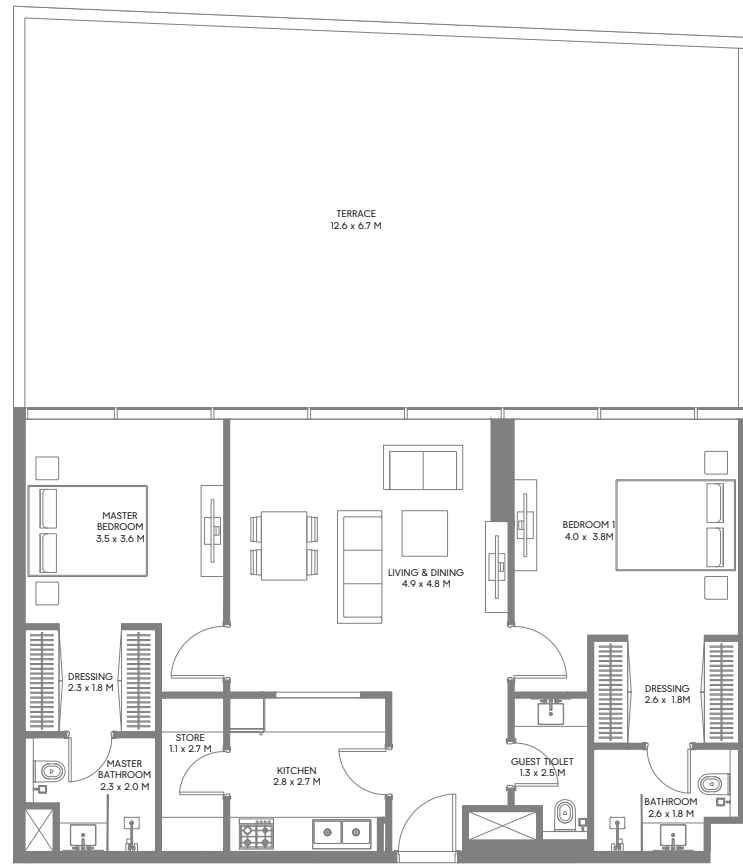 TERRACE
12.6 x 6.7 M
MASTER
BEDROOM
3.5 x 3.6 M
BEDROOM 1
4.0 x 3.8M
LIVING & DINING
4.9 x 4.8 M
DRESSING
2.3 x 1.8 M
DRESSING
2.6 x 1.8M
STORE
1.1 x 2.7 M
MASTER
BATHROOM
2.3 x 2.0 M
KITCHEN
2.8 x 2.7 M
GUEST TIOLET
1.3 x 2.5 M
BATHROOM
2.6 x 1.8 M